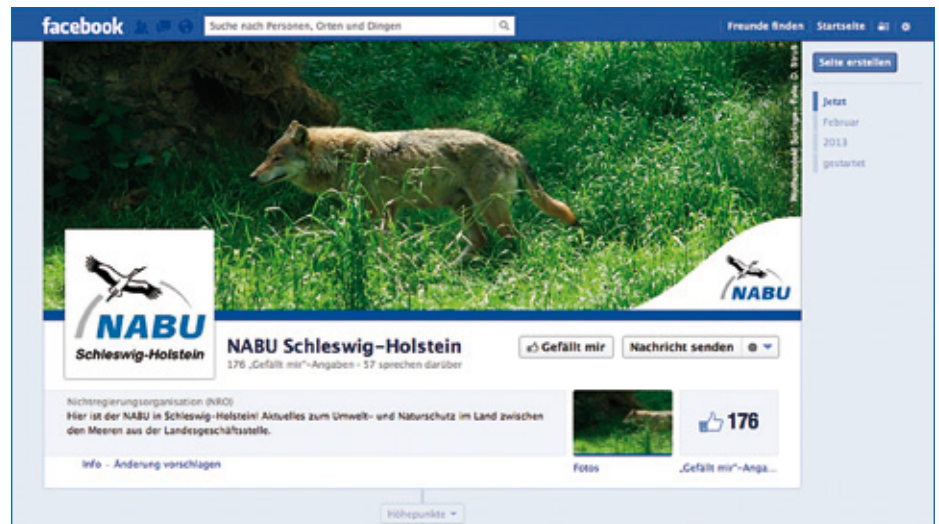 facebook
Suche nach Personen, Orten und Dingen
Freunde finden
Startseite
Seite erstellen
Jetzt
Februar
2013
gestartet
NABU
NABU
Schleswig-Holstein
NABU Schleswig-Holstein
176 „Gefällt mir“-Angaben · 57 sprechen darüber
Gefällt mir
Nachricht senden
Nichtregierungsorganisation (NRO)
Hier ist der NABU in Schleswig-Holstein! Aktuelles zum Umwelt- und Naturschutz im Land zwischen
den Meeren aus der Landesgeschäftsstelle.
176
Info – Änderung vorschlagen
Fotos
„Gefällt mir“-Anga...
Höhepunkte